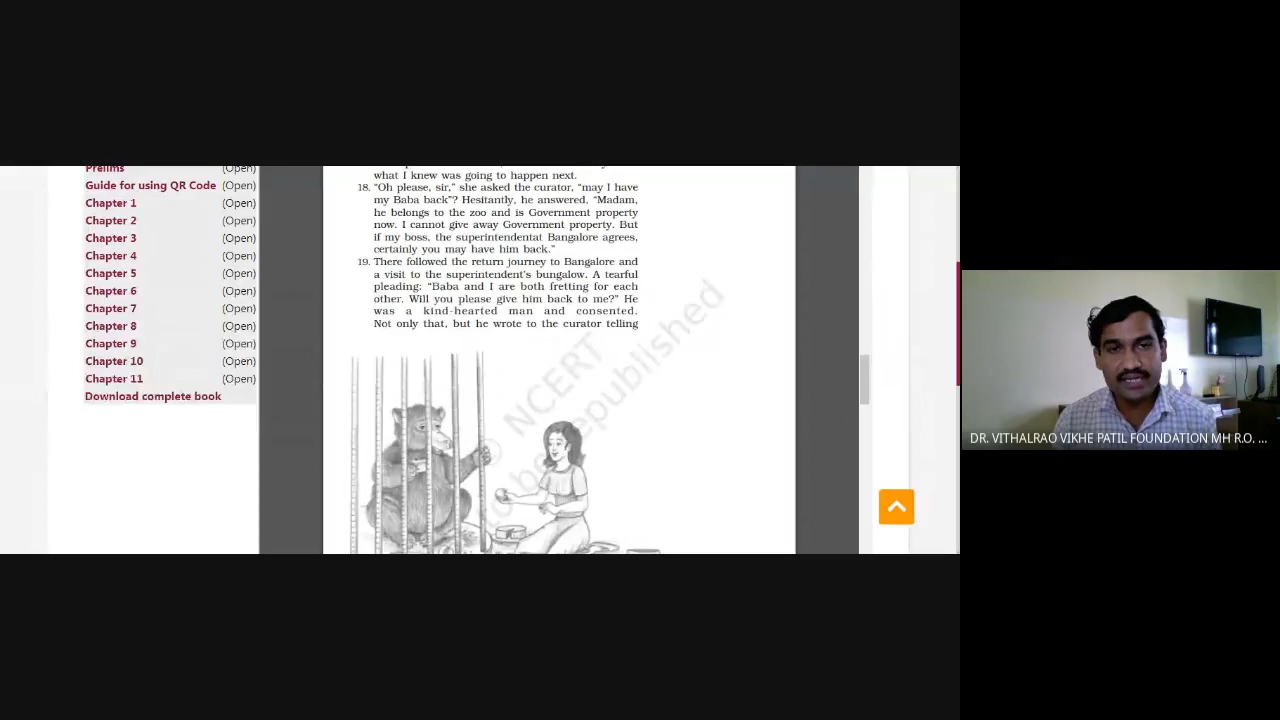 Prelims (Open)
Guide for using QR Code (Open)
Chapter 1 (Open)
Chapter 2 (Open)
Chapter 3 (Open)
Chapter 4 (Open)
Chapter 5 (Open)
Chapter 6 (Open)
Chapter 7 (Open)
Chapter 8 (Open)
Chapter 9 (Open)
Chapter 10 (Open)
Chapter 11 (Open)
Download complete book
what I knew was going to happen next.
18. “Oh please, sir,” she asked the curator, “may I have
my Baba back”? Hesitantly, he answered, “Madam,
he belongs to the zoo and is Government property
now. I cannot give away Government property. But
if my boss, the superintendentat Bangalore agrees,
certainly you may have him back.”
19. There followed the return journey to Bangalore and
a visit to the superintendent’s bungalow. A tearful
pleading: “Baba and I are both fretting for each
other. Will you please give him back to me?” He
was a kind-hearted man and consented.
Not only that, but he wrote to the curator telling
© NCERT
to be republished
DR. VITHALRAO VIKHE PATIL FOUNDATION MH R.O. ...